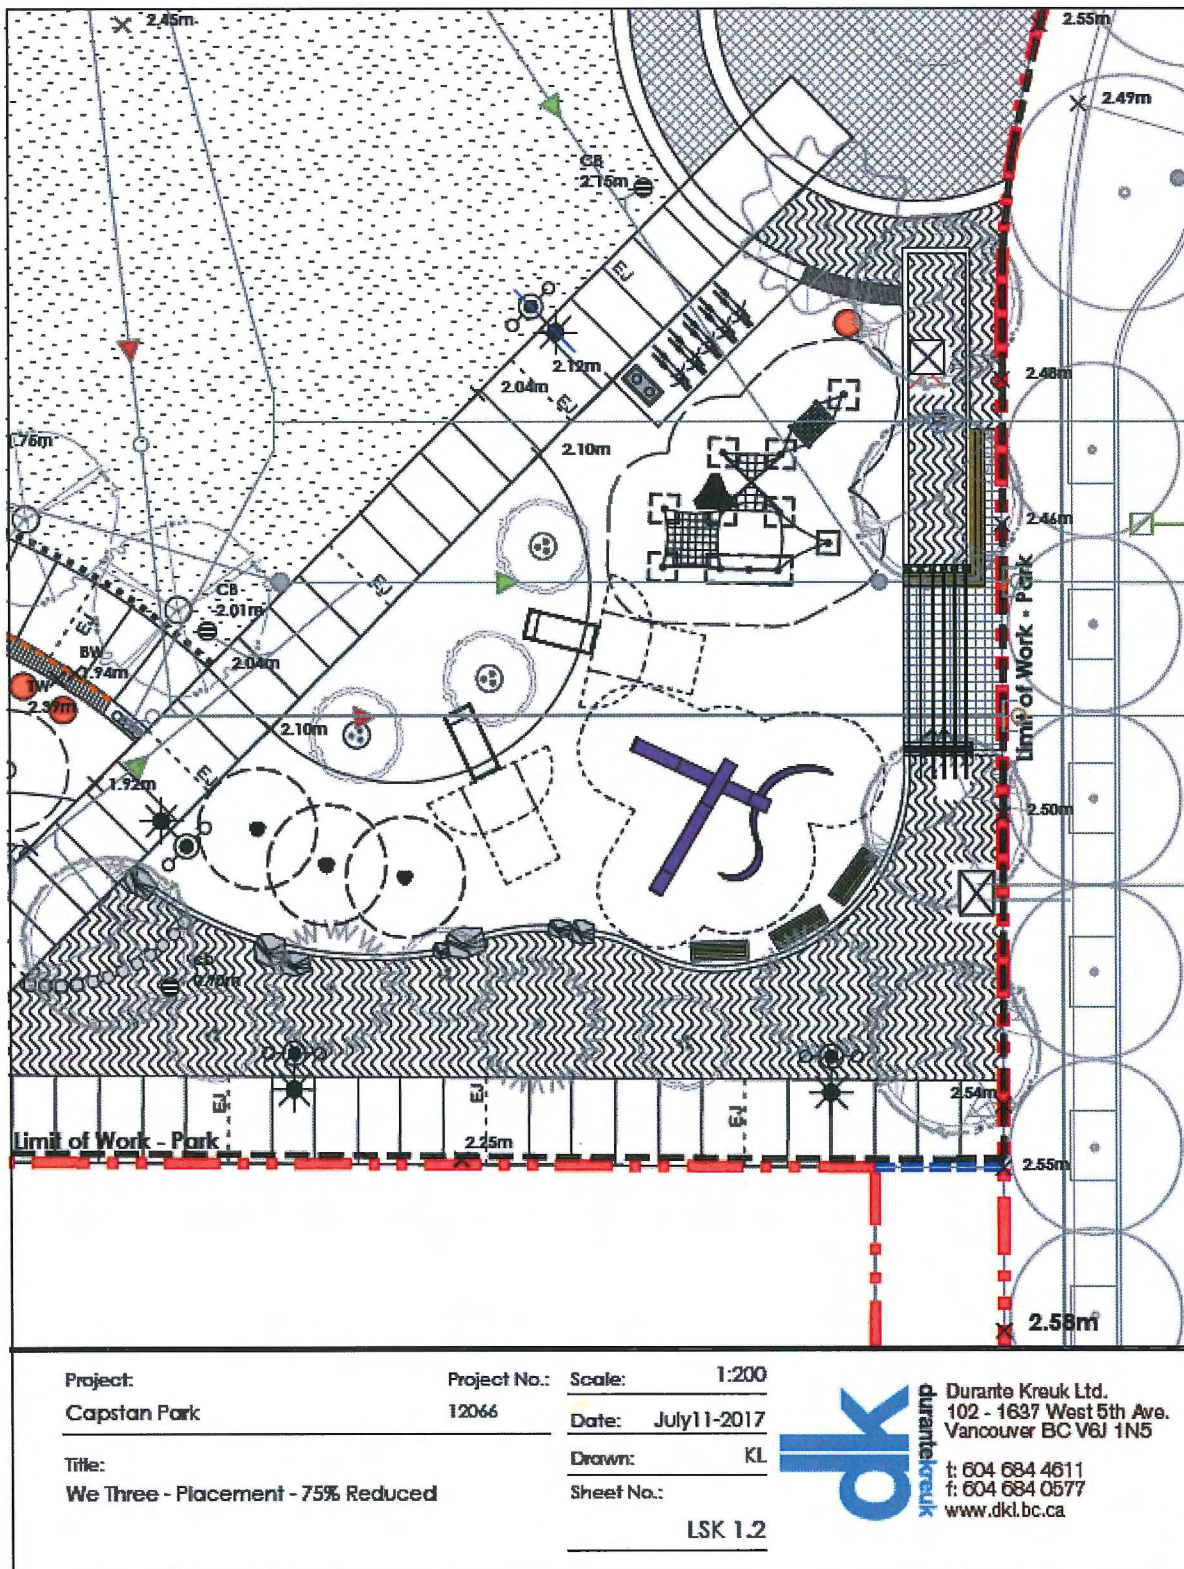 2.45m
2.55m
2.49m
CB
2.15m
EJ
2.12m
2.04m
EJ
2.48m
2.10m
2.46m
EJ
CB
2.01m
EJ
BW
1.94m
2.04m
TW
2.39m
2.10m
EJ
1.92m
Limit of Work - Park
2.50m
EJ
EJ
EJ
2.54m
Limit of Work - Park
2.25m
2.55m
2.58m
Project:
Capstan Park
Project No.:
12066
Scale: 1:200
Date: July11-2017
Title:
We Three - Placement - 75% Reduced
Drawn: KL
Sheet No.:
LSK 1.2
dk
durantekreuk
Durante Kreuk Ltd.
102 - 1637 West 5th Ave.
Vancouver BC V6J 1N5
t: 604 684 4611
f: 604 684 0577
www.dkl.bc.ca